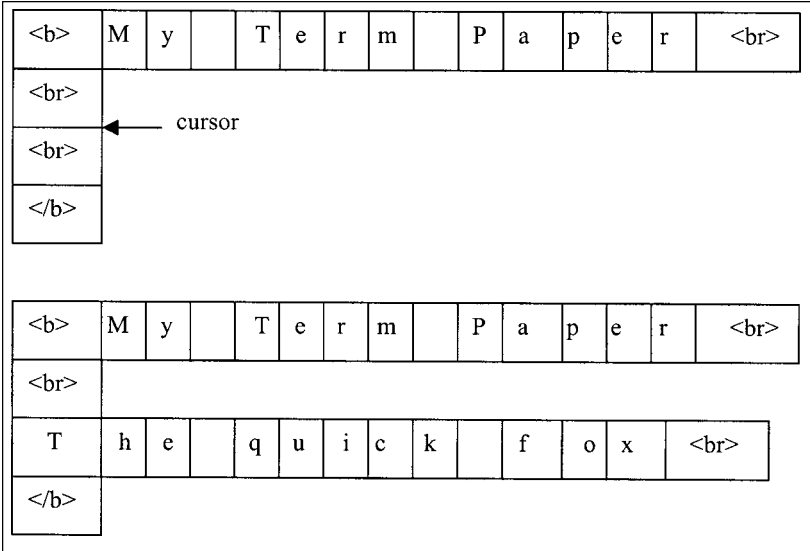 <b> M y T e r m P a p e r <br>
<br>
cursor
<br>
</b>
<b> M y T e r m P a p e r <br>
<br>
T h e q u i c k f o x <br>
</b>